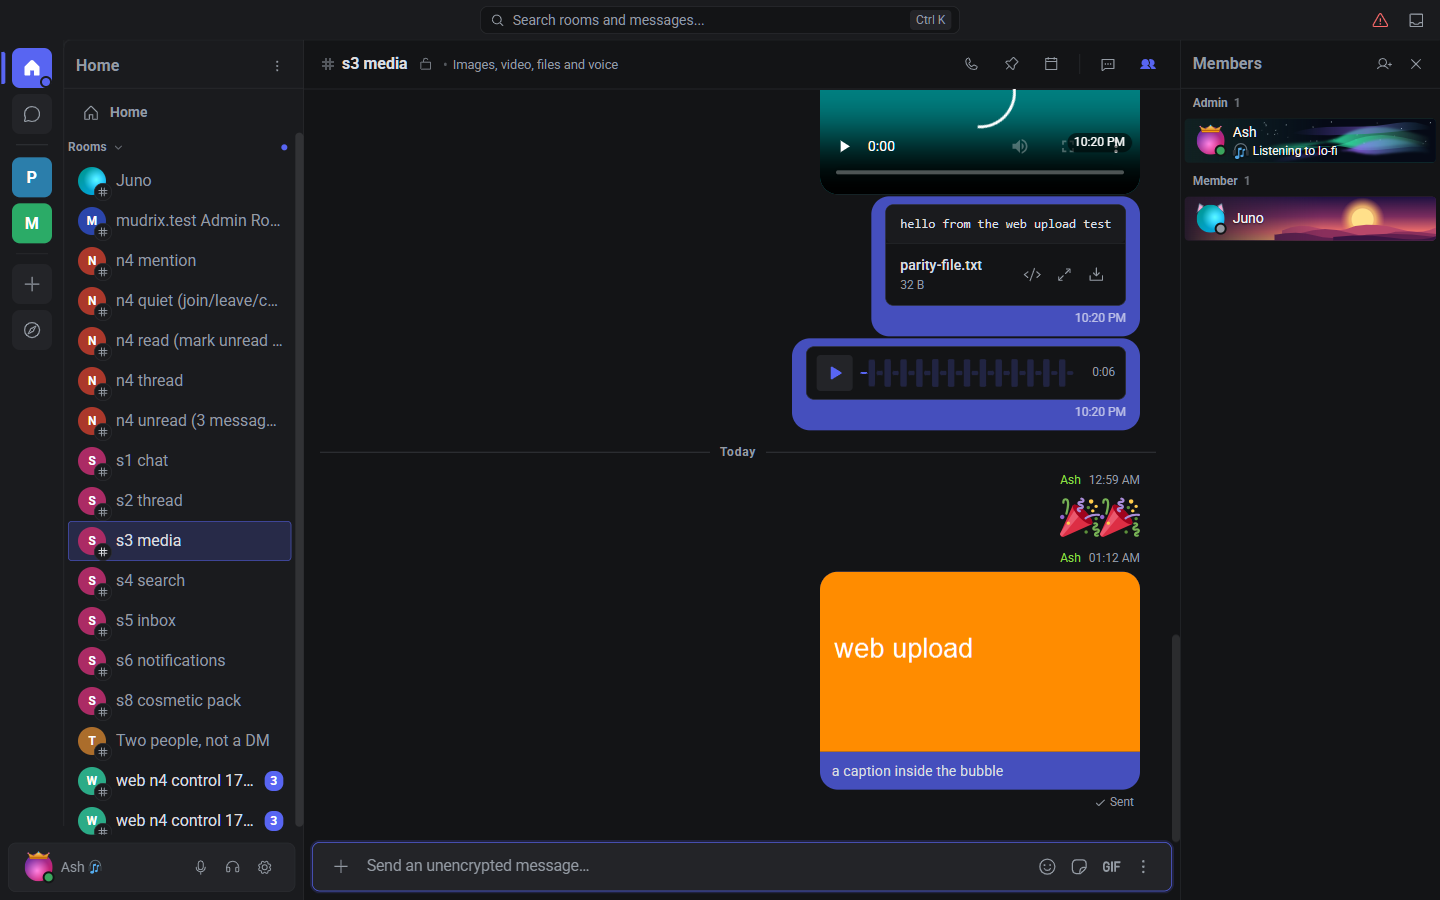 Search rooms and messages...
Ctrl K
Home
Home
Rooms
P
M
Juno
M mudrix.test Admin Ro...
N n4 mention
N n4 quiet (join/leave/c...
N n4 read (mark unread ...
N n4 thread
N n4 unread (3 messag...
S s1 chat
S s2 thread
S s3 media
S s4 search
S s5 inbox
S s6 notifications
S s8 cosmetic pack
T Two people, not a DM
W web n4 control 17... 3
W web n4 control 17... 3
Ash
s3 media • Images, video, files and voice
0:00
10:20 PM
hello from the web upload test
parity-file.txt
32 B
10:20 PM
0:06
10:20 PM
Today
Ash 12:59 AM
Ash 01:12 AM
web upload
a caption inside the bubble
Sent
Send an unencrypted message...
GIF
Members
Admin 1
Ash
Listening to lo-fi
Member 1
Juno